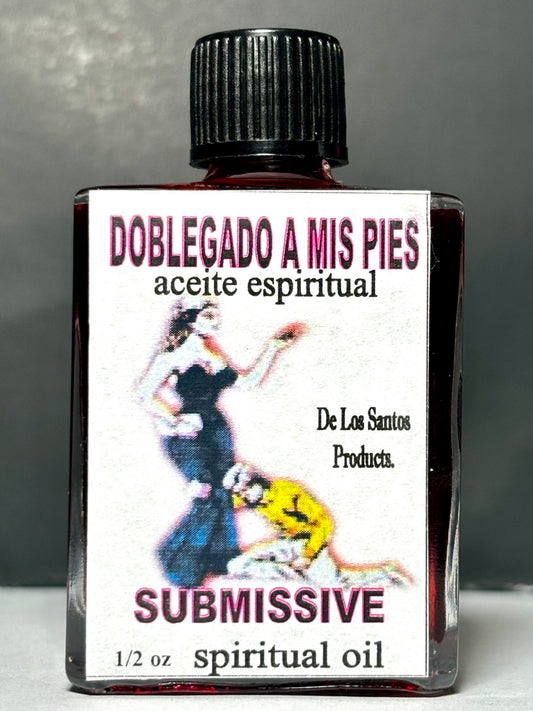 DOBLEGADO A MIS PIES
aceite espiritual
De Los Santos
Products.
SUBMISSIVE
1/2 oz spiritual oil